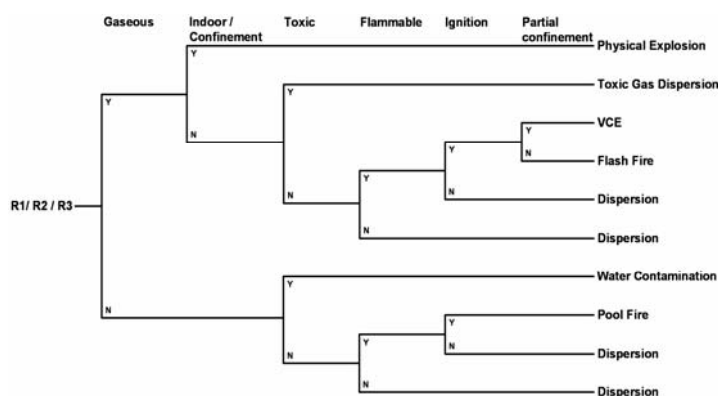 Gaseous Indoor / Toxic Flammable Ignition Partial
Confinement confinement
Y Physical Explosion
Y Toxic Gas Dispersion
Y
Y VCE
Y
N N Flash Fire
Y
N Dispersion
N
R1/ R2 / R3
N Dispersion
Y Water Contamination
N
Y Pool Fire
Y
N N Dispersion
N Dispersion